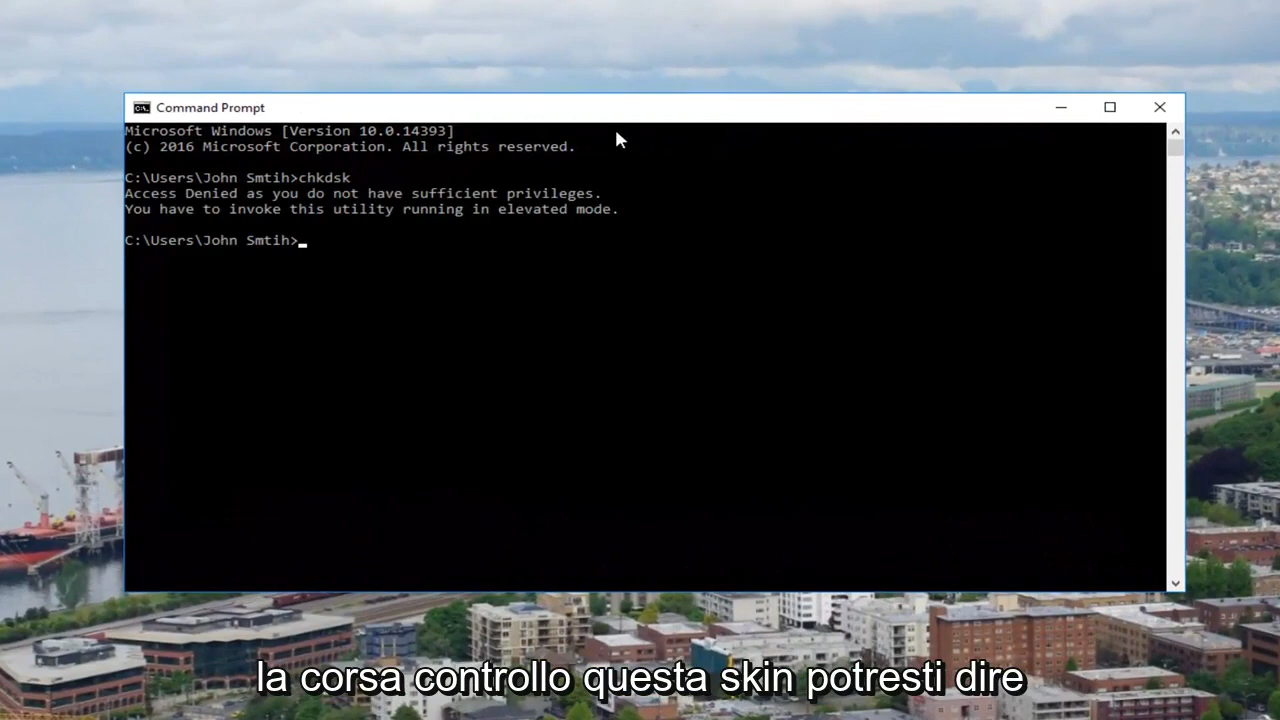 Command Prompt
Microsoft Windows [Version 10.0.14393]
(c) 2016 Microsoft Corporation. All rights reserved.
C:\Users\John Smtih>chkdsk
Access Denied as you do not have sufficient privileges.
You have to invoke this utility running in elevated mode.
C:\Users\John Smtih>
la corsa controllo questa skin potresti dire